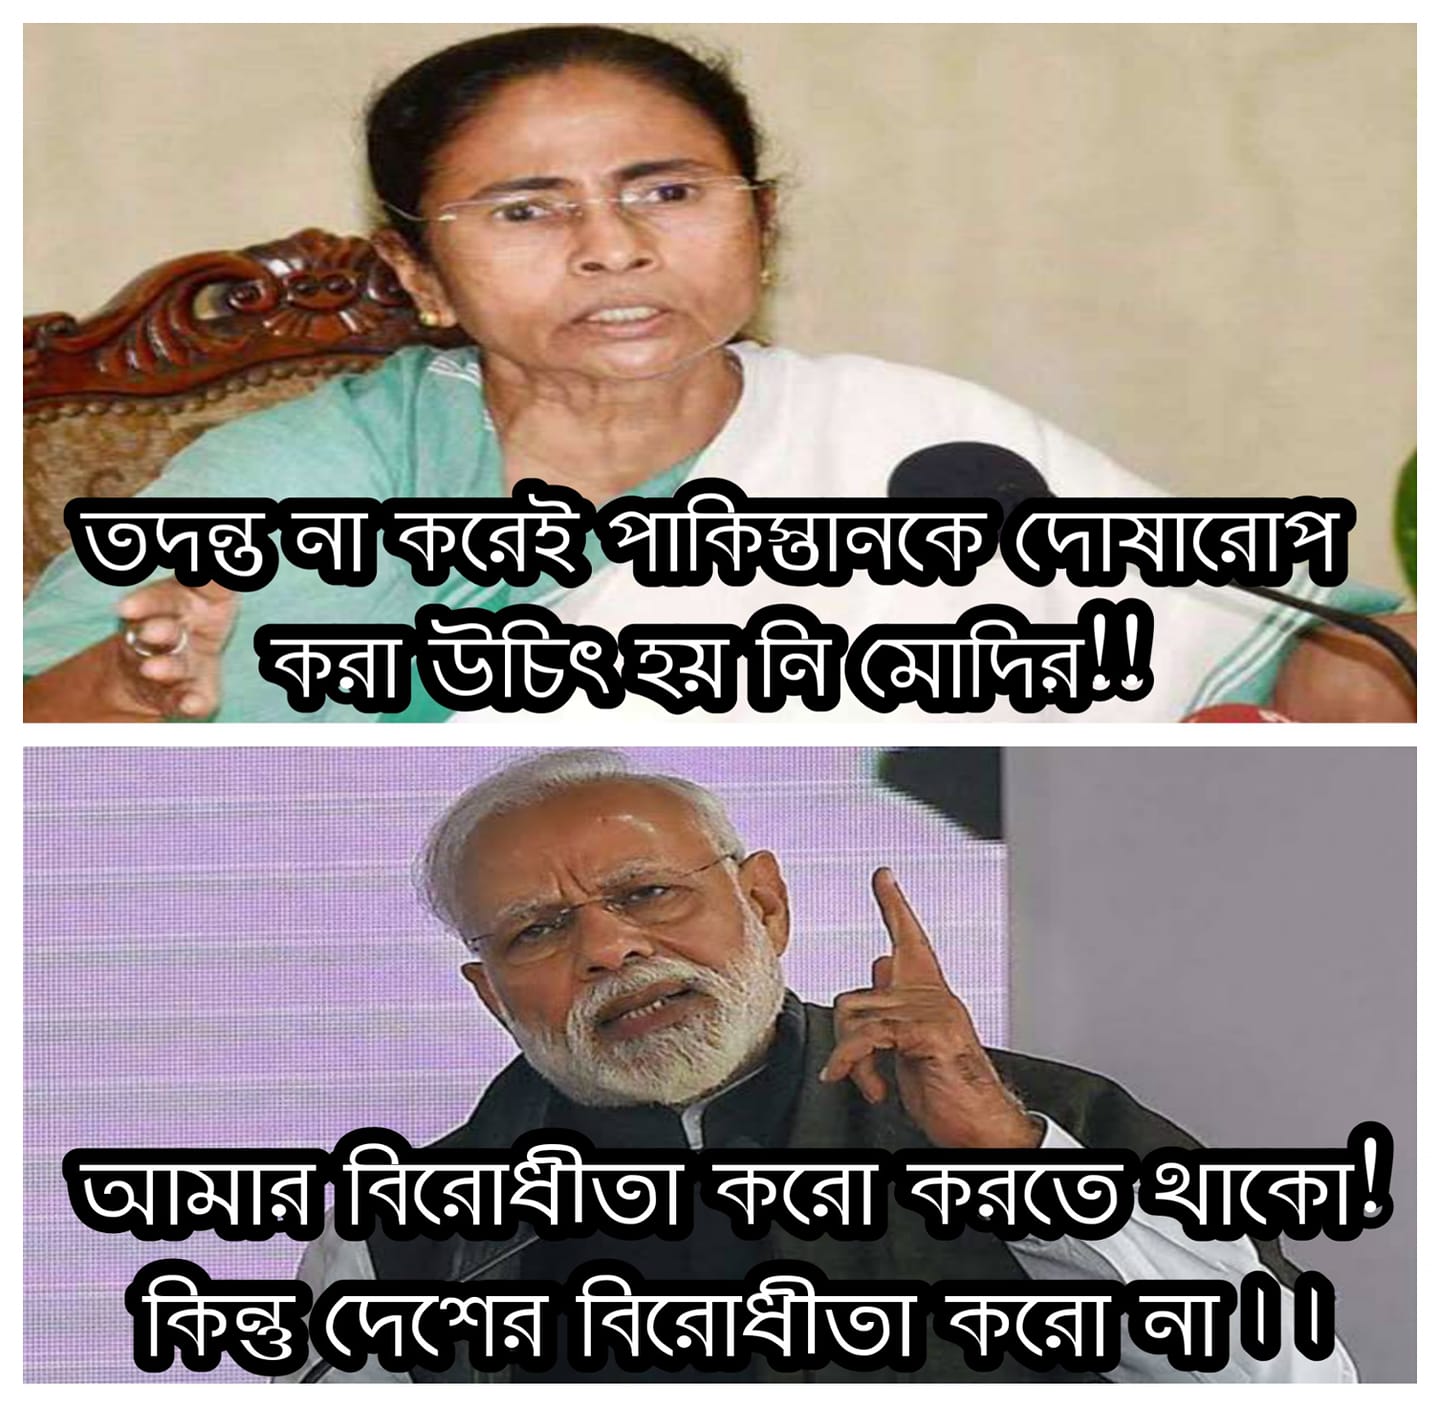 তদন্ত না করেই পাকিস্তানকে দোষারোপ
করা উচিৎ হয় নি মোদির!!
আমার বিরোধীতা করো করতে থাকো!
কিন্তু দেশের বিরোধীতা করো না।।